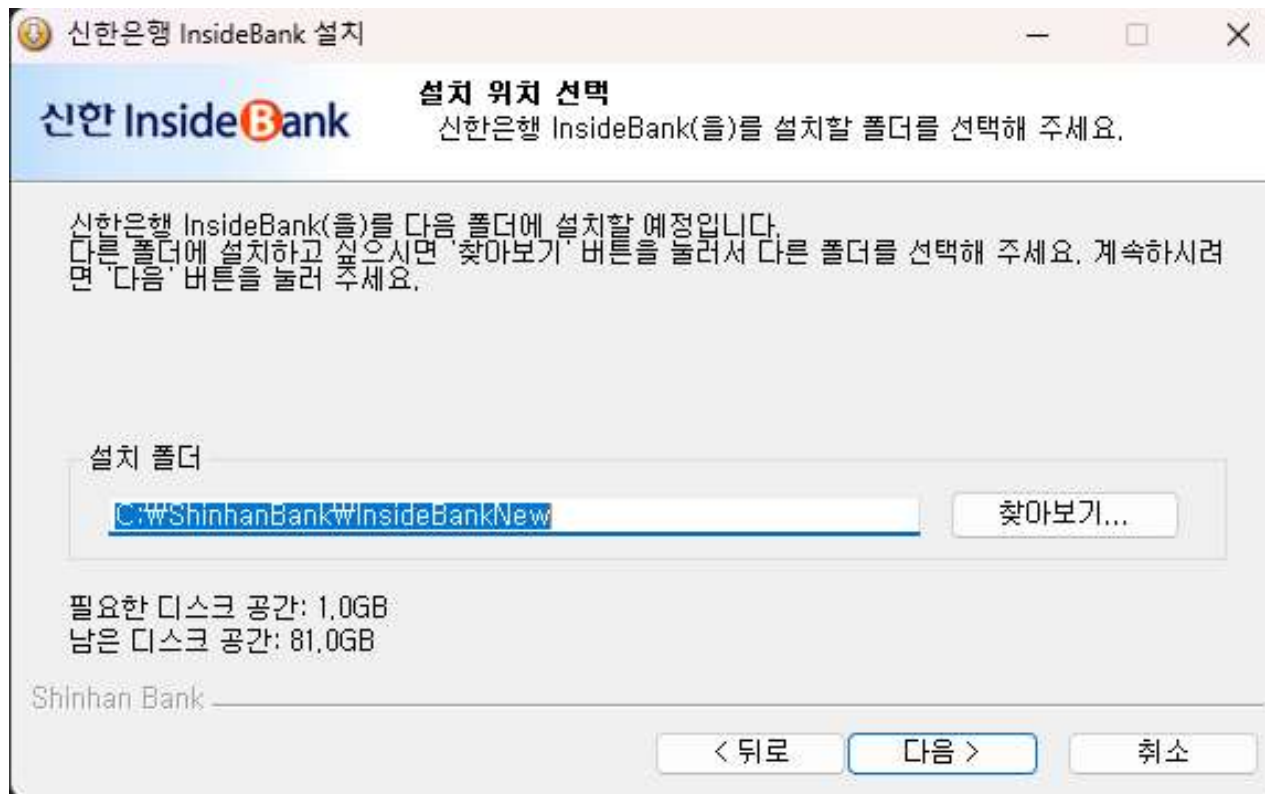 신한은행 InsideBank 설치
신한 InsideBank
설치 위치 선택
신한은행 InsideBank(을)를 설치할 폴더를 선택해 주세요.
신한은행 InsideBank(을)를 다음 폴더에 설치할 예정입니다.
다른 폴더에 설치하고 싶으시면 '찾아보기' 버튼을 눌러서 다른 폴더를 선택해 주세요. 계속하시려
면 '다음' 버튼을 눌러 주세요.
설치 폴더
C:₩ShinhanBank₩InsideBankNew
찾아보기...
필요한 디스크 공간: 1.0GB
남은 디스크 공간: 81.0GB
Shinhan Bank
< 뒤로
다음 >
취소